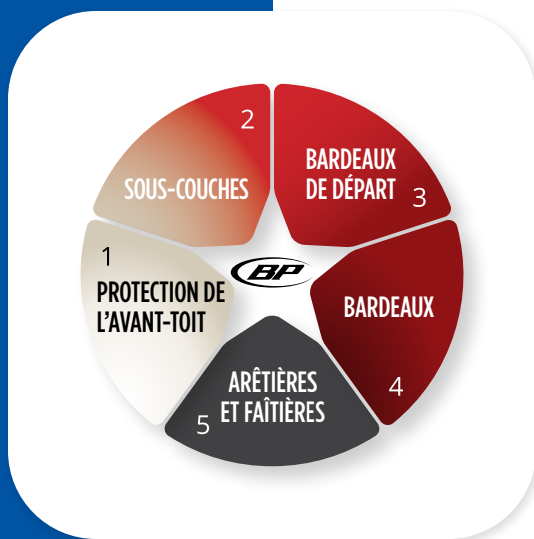 1
PROTECTION DE
L'AVANT-TOIT
2
SOUS-COUCHES
BARDEAUX
DE DÉPART 3
BARDEAUX
4
ARÊTIÈRES
5 ET FAÎTIÈRES
BP